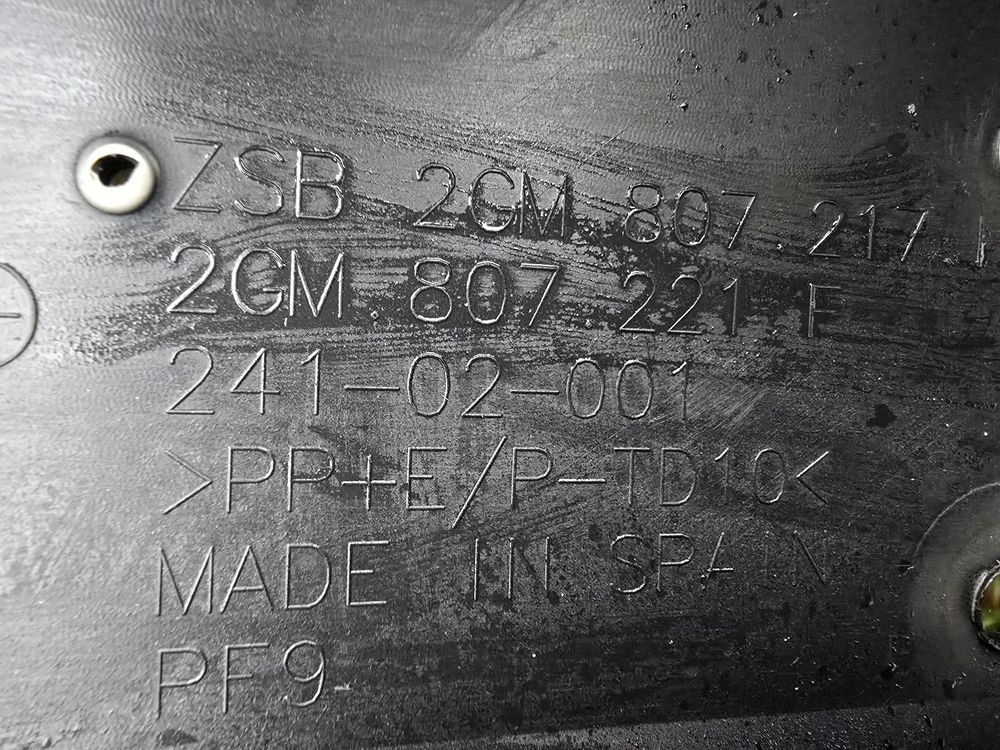 ZSB 2GM.807 217
2GM.807 221 F
241-02-001
>PP+E/P-TD10<
MADE IN SPAIN
PF9